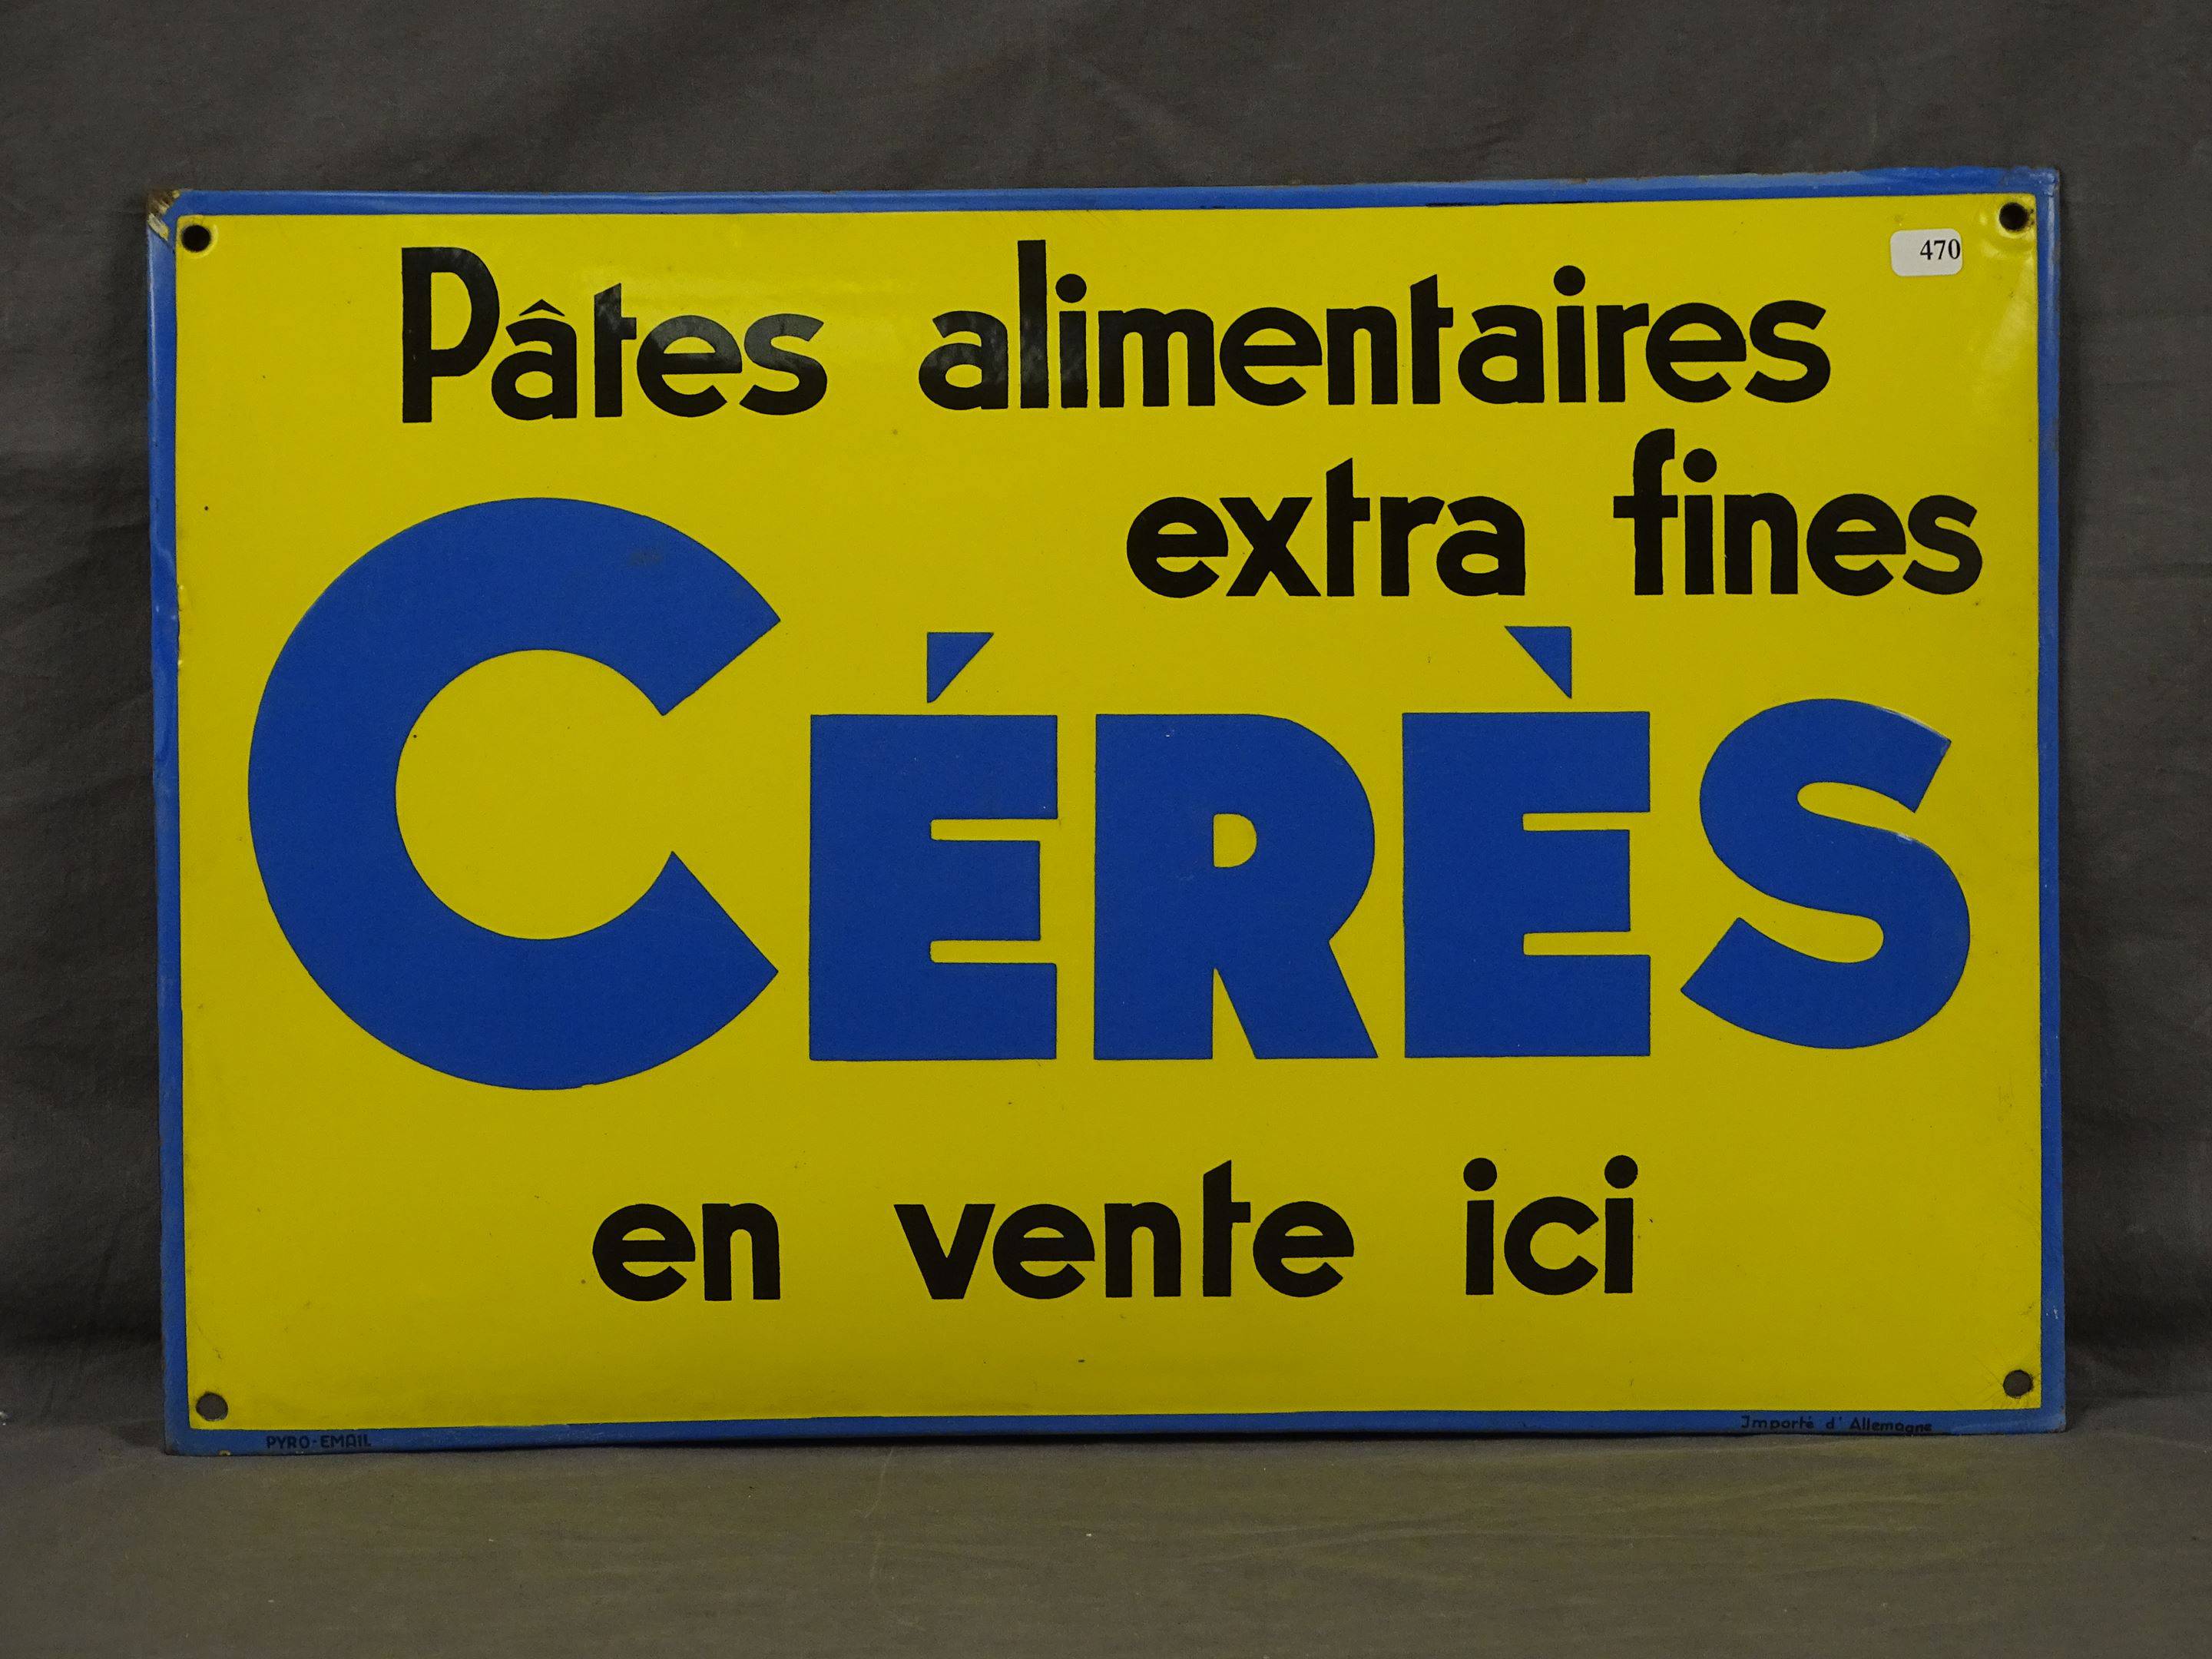 470
Pâtes alimentaires
extra fines
CÉRÈS
en vente ici
PYRO-EMAIL
Importé d'Allemagne